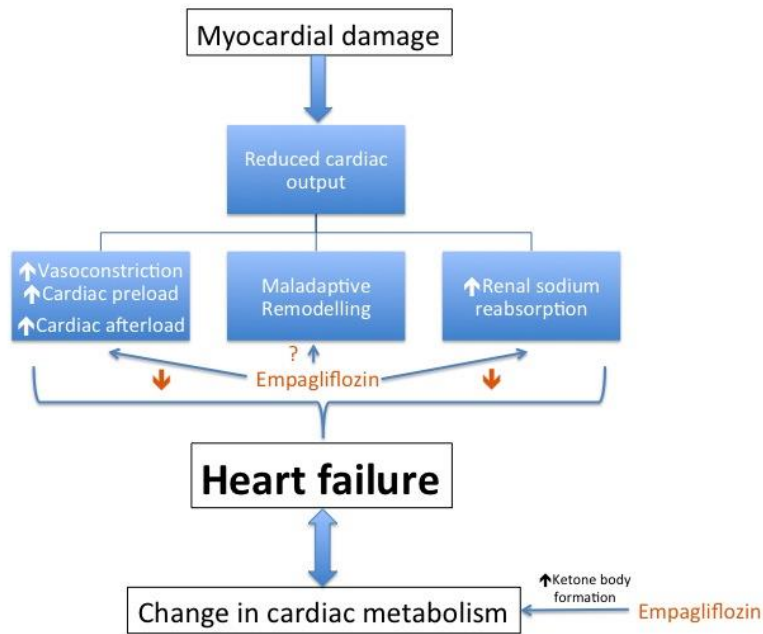 Myocardial damage
Reduced cardiac
output
↑Vasoconstriction
↑Cardiac preload
↑Cardiac afterload
Maladaptive
Remodelling
↑Renal sodium
reabsorption
?
Empagliflozin
Heart failure
↑Ketone body
formation
Change in cardiac metabolism
Empagliflozin